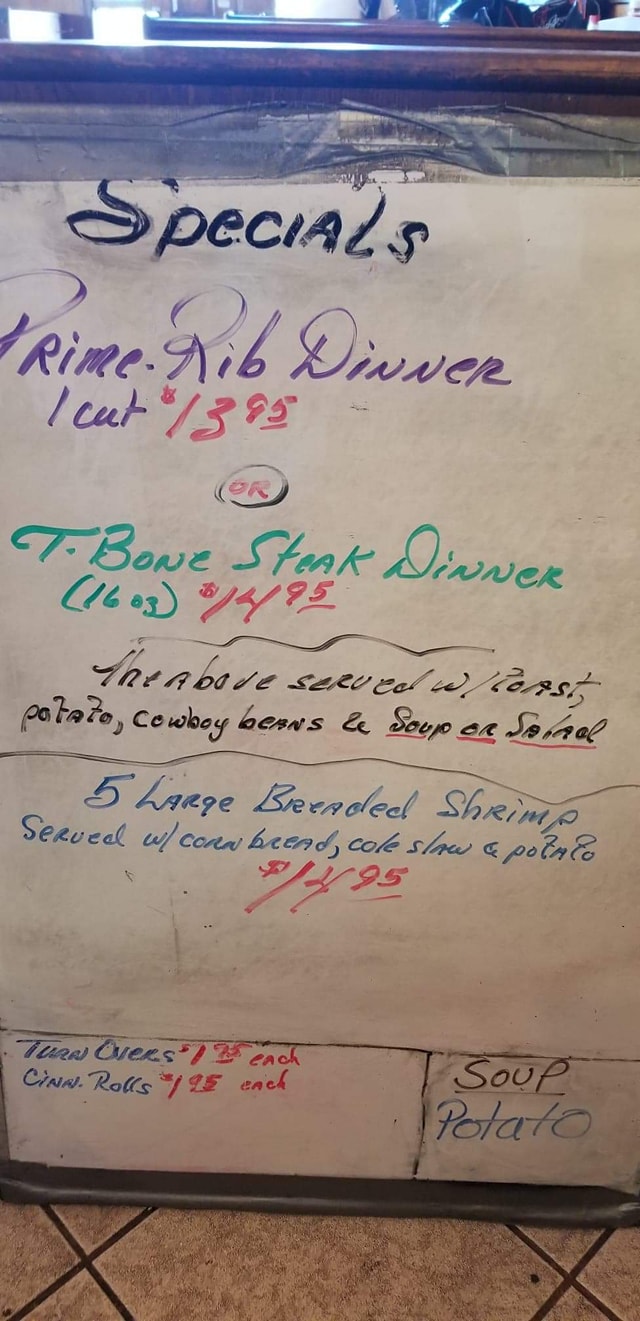 Specials
Prime-Rib Dinner
1 cut $13 95
OR
T-Bone Steak Dinner
(16 oz) $14 95
The above served w/ toast,
potato, cowboy beans & Soup or Salad
5 Large Breaded Shrimp
Served w/ corn bread, cole slaw & potato
$14 95
Turn Overs $1 95 each
Cinn. Rolls $1 95 each
Soup
Potato